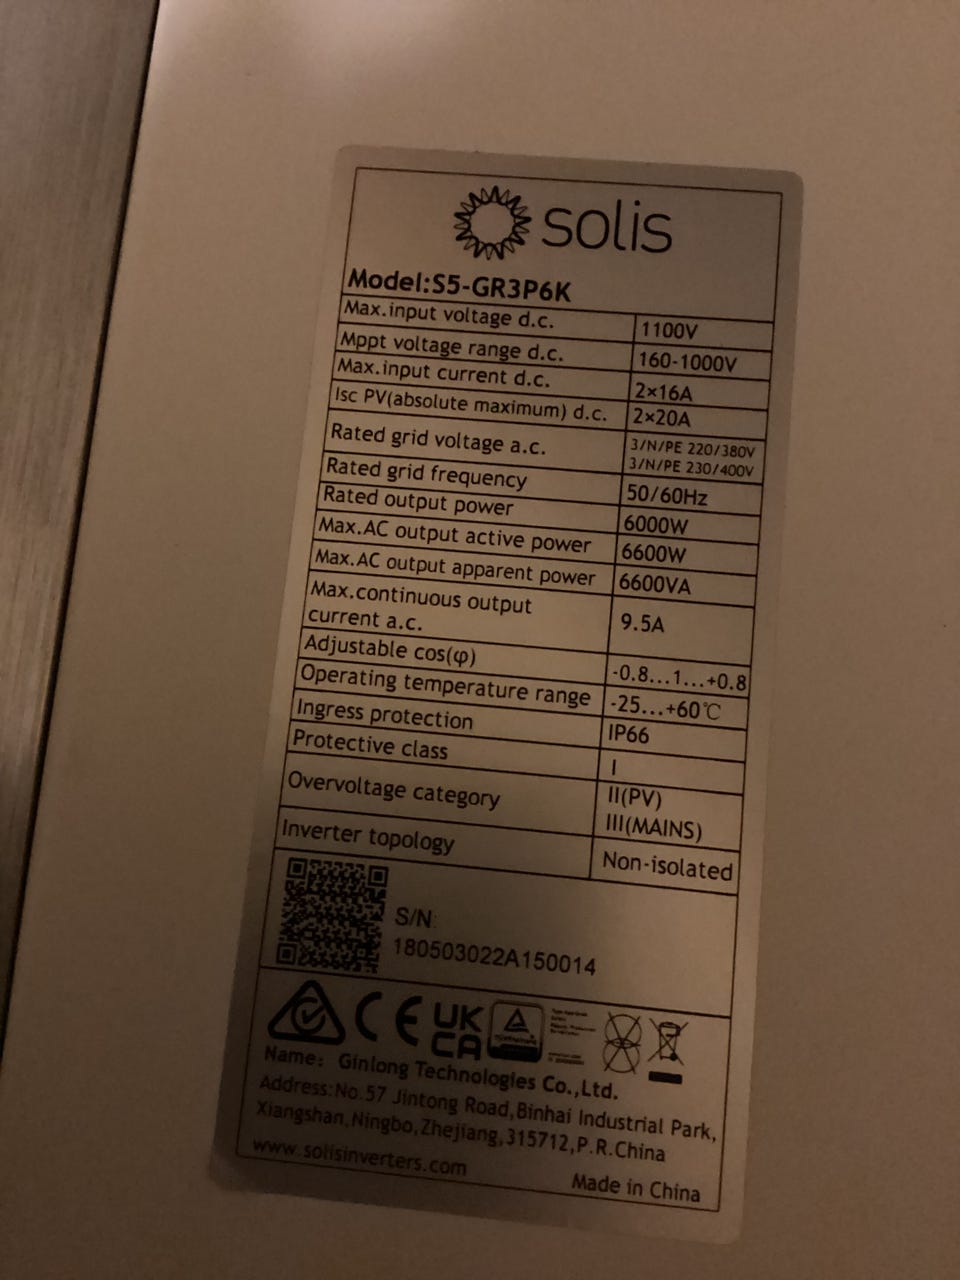 solis
Model:S5-GR3P6K
Max.input voltage d.c. 1100V
Mppt voltage range d.c. 160-1000V
Max.input current d.c. 2×16A
Isc PV(absolute maximum) d.c. 2×20A
Rated grid voltage a.c. 3/N/PE 220/380V
3/N/PE 230/400V
Rated grid frequency 50/60Hz
Rated output power 6000W
Max.AC output active power 6600W
Max.AC output apparent power 6600VA
Max.continuous output
current a.c. 9.5A
Adjustable cos(φ) -0.8...1...+0.8
Operating temperature range -25...+60℃
Ingress protection IP66
Protective class I
Overvoltage category II(PV)
III(MAINS)
Inverter topology Non-isolated
S/N:
180503022A150014
CE UK
CA
Name: Ginlong Technologies Co.,Ltd.
Address:No.57 Jintong Road,Binhai Industrial Park,
Xiangshan,Ningbo,Zhejiang,315712,P.R.China
www.solisinverters.com
Made in China